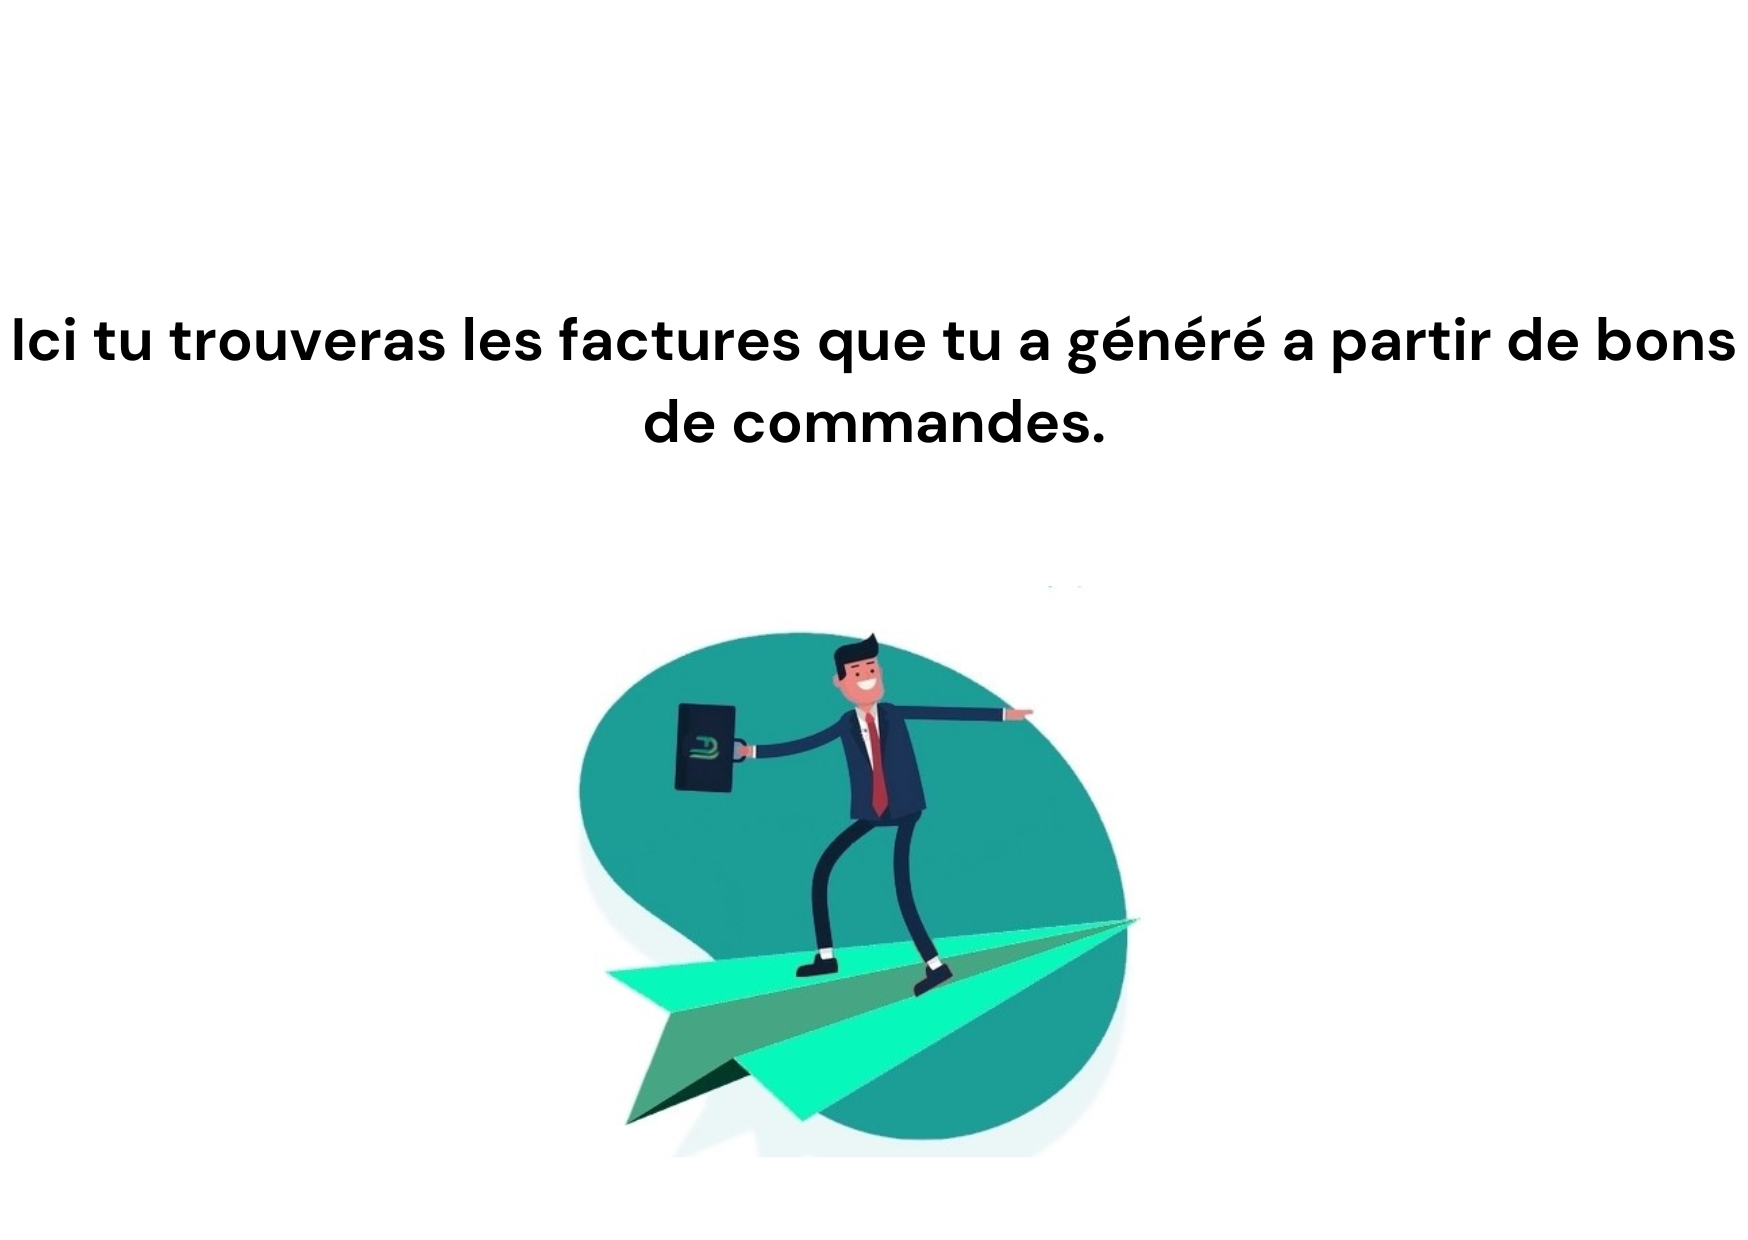 Ici tu trouveras les factures que tu a généré a partir de bons
de commandes.